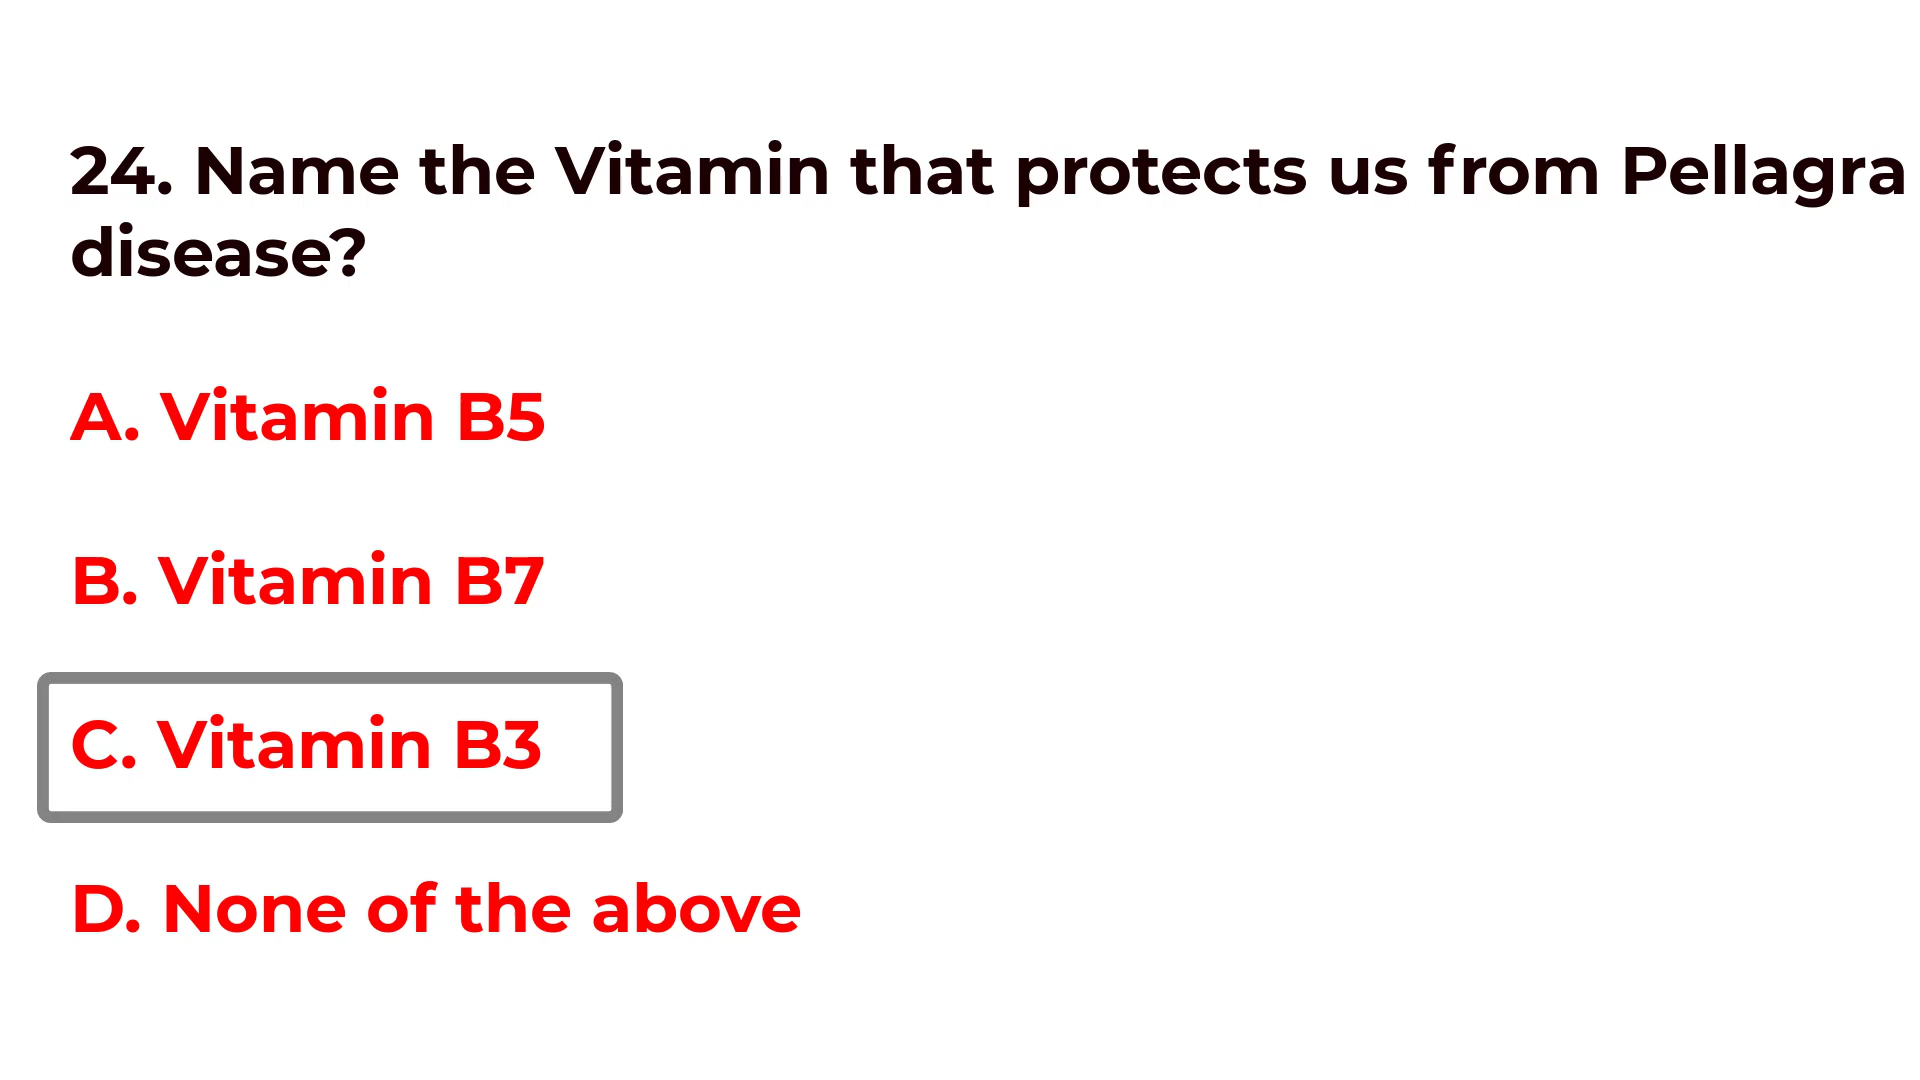 24. Name the Vitamin that protects us from Pellagra
disease?
A. Vitamin B5
B. Vitamin B7
C. Vitamin B3
D. None of the above